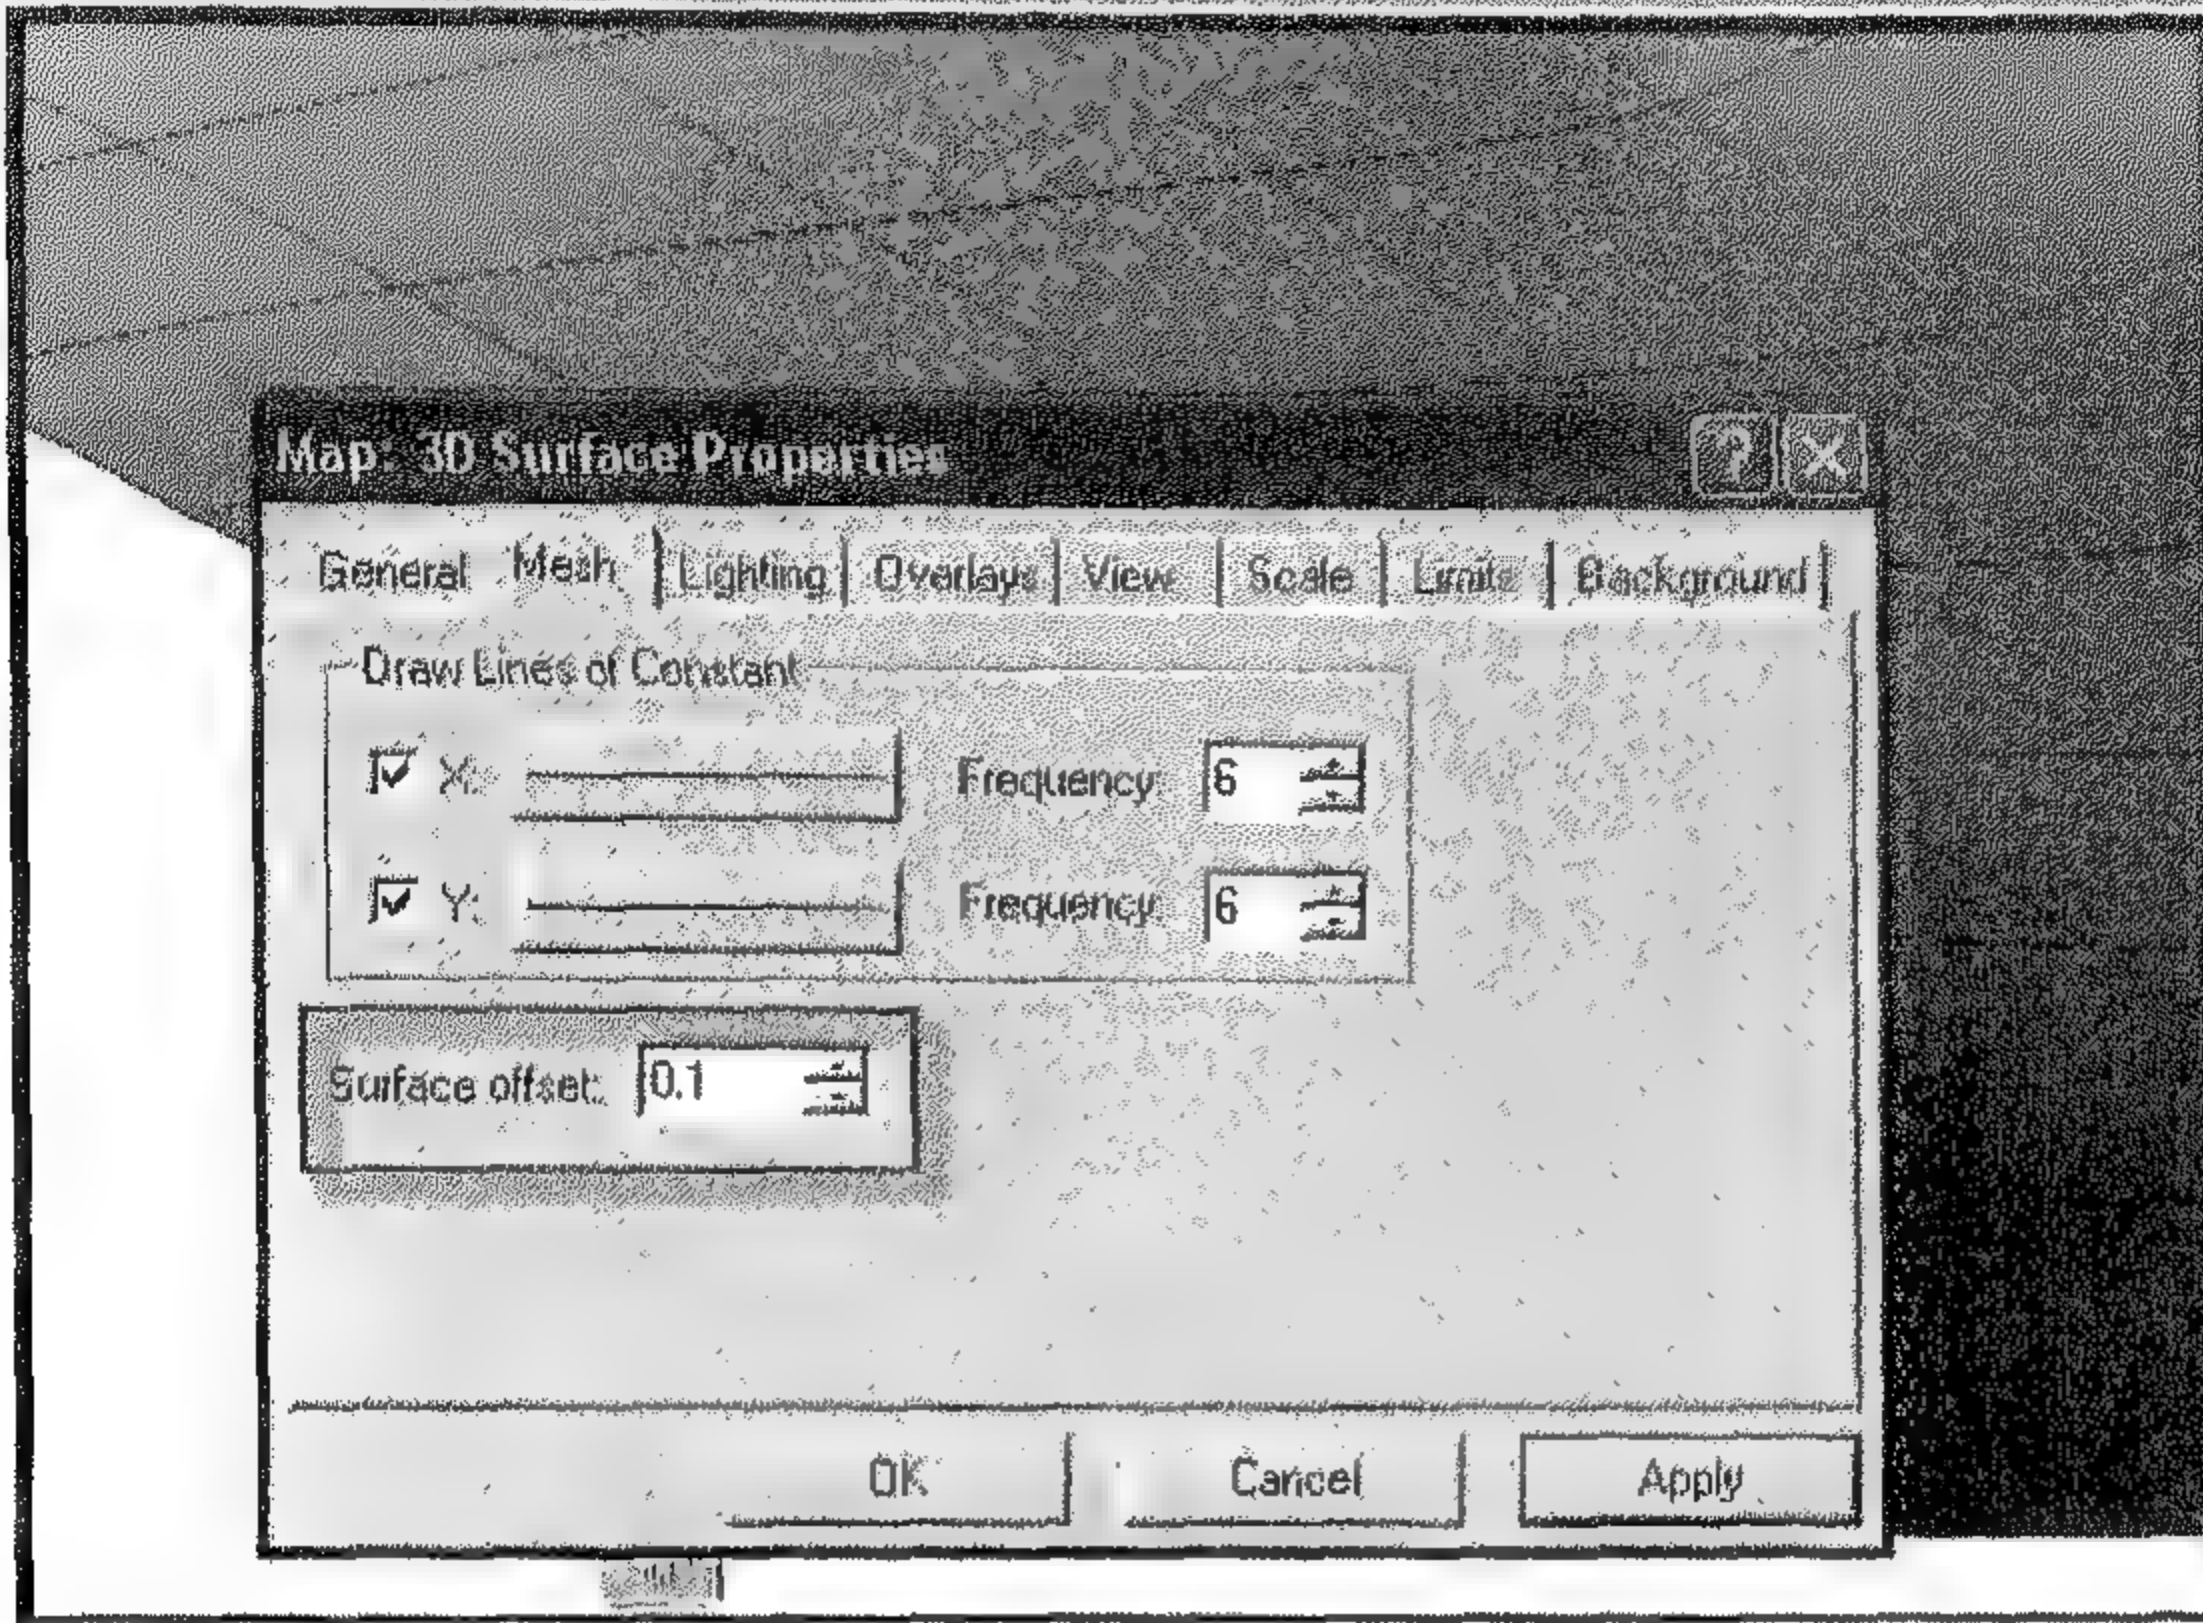 Map: 3D Surface Properties
General Mesh Lighting Overlays View Scale Limits Background
Draw Lines of Constant
X: Frequency: 6
Y: Frequency: 6
Surface offset: 0.1
OK Cancel Apply